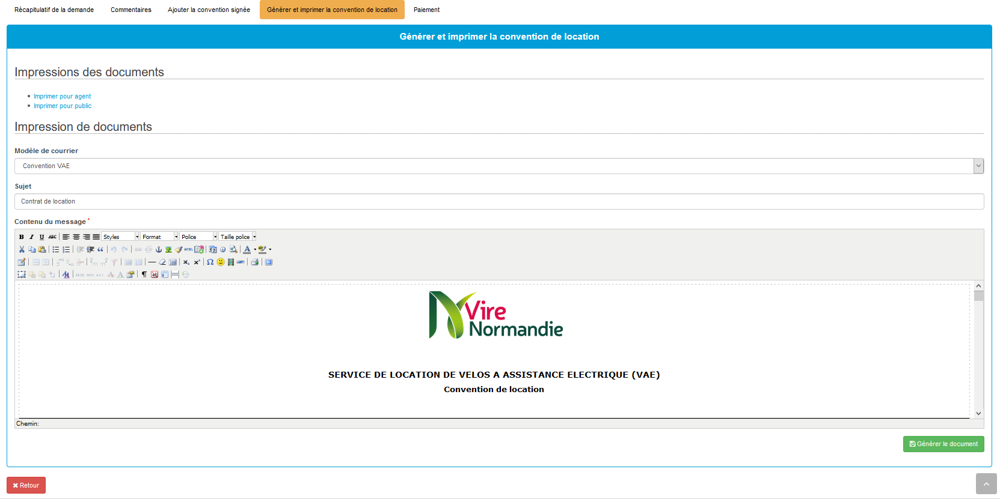 Récapitulatif de la demande Commentaires Ajouter la convention signée Générer et imprimer la convention de location Paiement
Générer et imprimer la convention de location
Impressions des documents
Imprimer pour agent
Imprimer pour public
Impression de documents
Modèle de courrier
Convention VAE
Sujet
Contrat de location
Contenu du message *
B I U ABC Styles Format Police Taille police
HTML A ab
Vire
Normandie
SERVICE DE LOCATION DE VELOS A ASSISTANCE ELECTRIQUE (VAE)
Convention de location
Chemin:
Générer le document
Retour